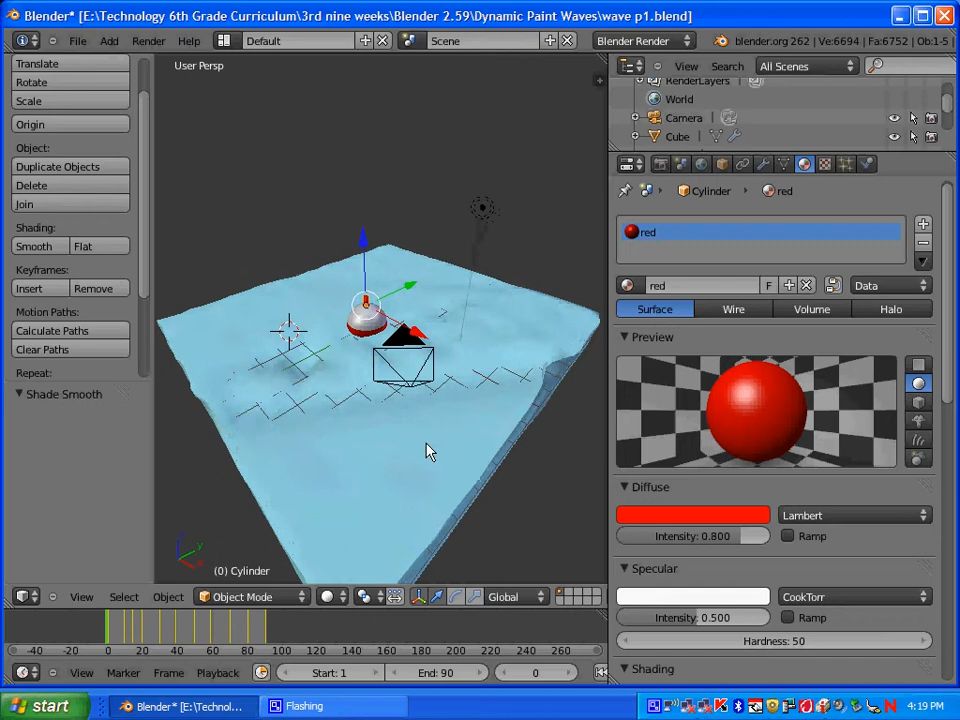 Blender* [E:\Technology 6th Grade Curriculum\3rd nine weeks\Blender 2.59\Dynamic Paint Waves\wave p1.blend]
File Add Render Help Default Scene Blender Render blender.org 262 | Ve:6694 | Fa:6752 | Ob:1-5
Translate
Rotate
Scale
Origin
Object:
Duplicate Objects
Delete
Join
Shading:
Smooth Flat
Keyframes:
Insert Remove
Motion Paths:
Calculate Paths
Clear Paths
Repeat:
Shade Smooth
User Persp
z
y
x
(0) Cylinder
View Search All Scenes
RenderLayers
World
Camera
Cube
Cylinder red
red
red F Data
Surface Wire Volume Halo
Preview
Diffuse
Lambert
Intensity: 0.800 Ramp
Specular
CookTorr
Intensity: 0.500 Ramp
Hardness: 50
Shading
View Select Object Object Mode Global
-40 -20 0 20 40 60 80 100 120 140 160 180 200 220 240 260
View Marker Frame Playback Start: 1 End: 90 0
start Blender* [E:\Technol... Flashing 4:19 PM